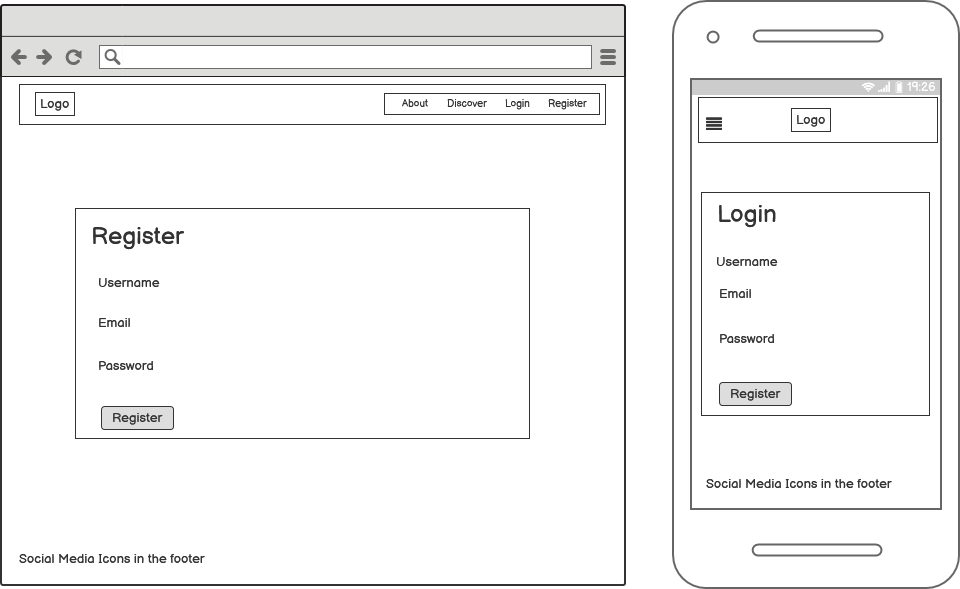 Logo
About Discover Login Register
Register
Username
Email
Password
Register
Social Media Icons in the footer
19:26
Logo
Login
Username
Email
Password
Register
Social Media Icons in the footer